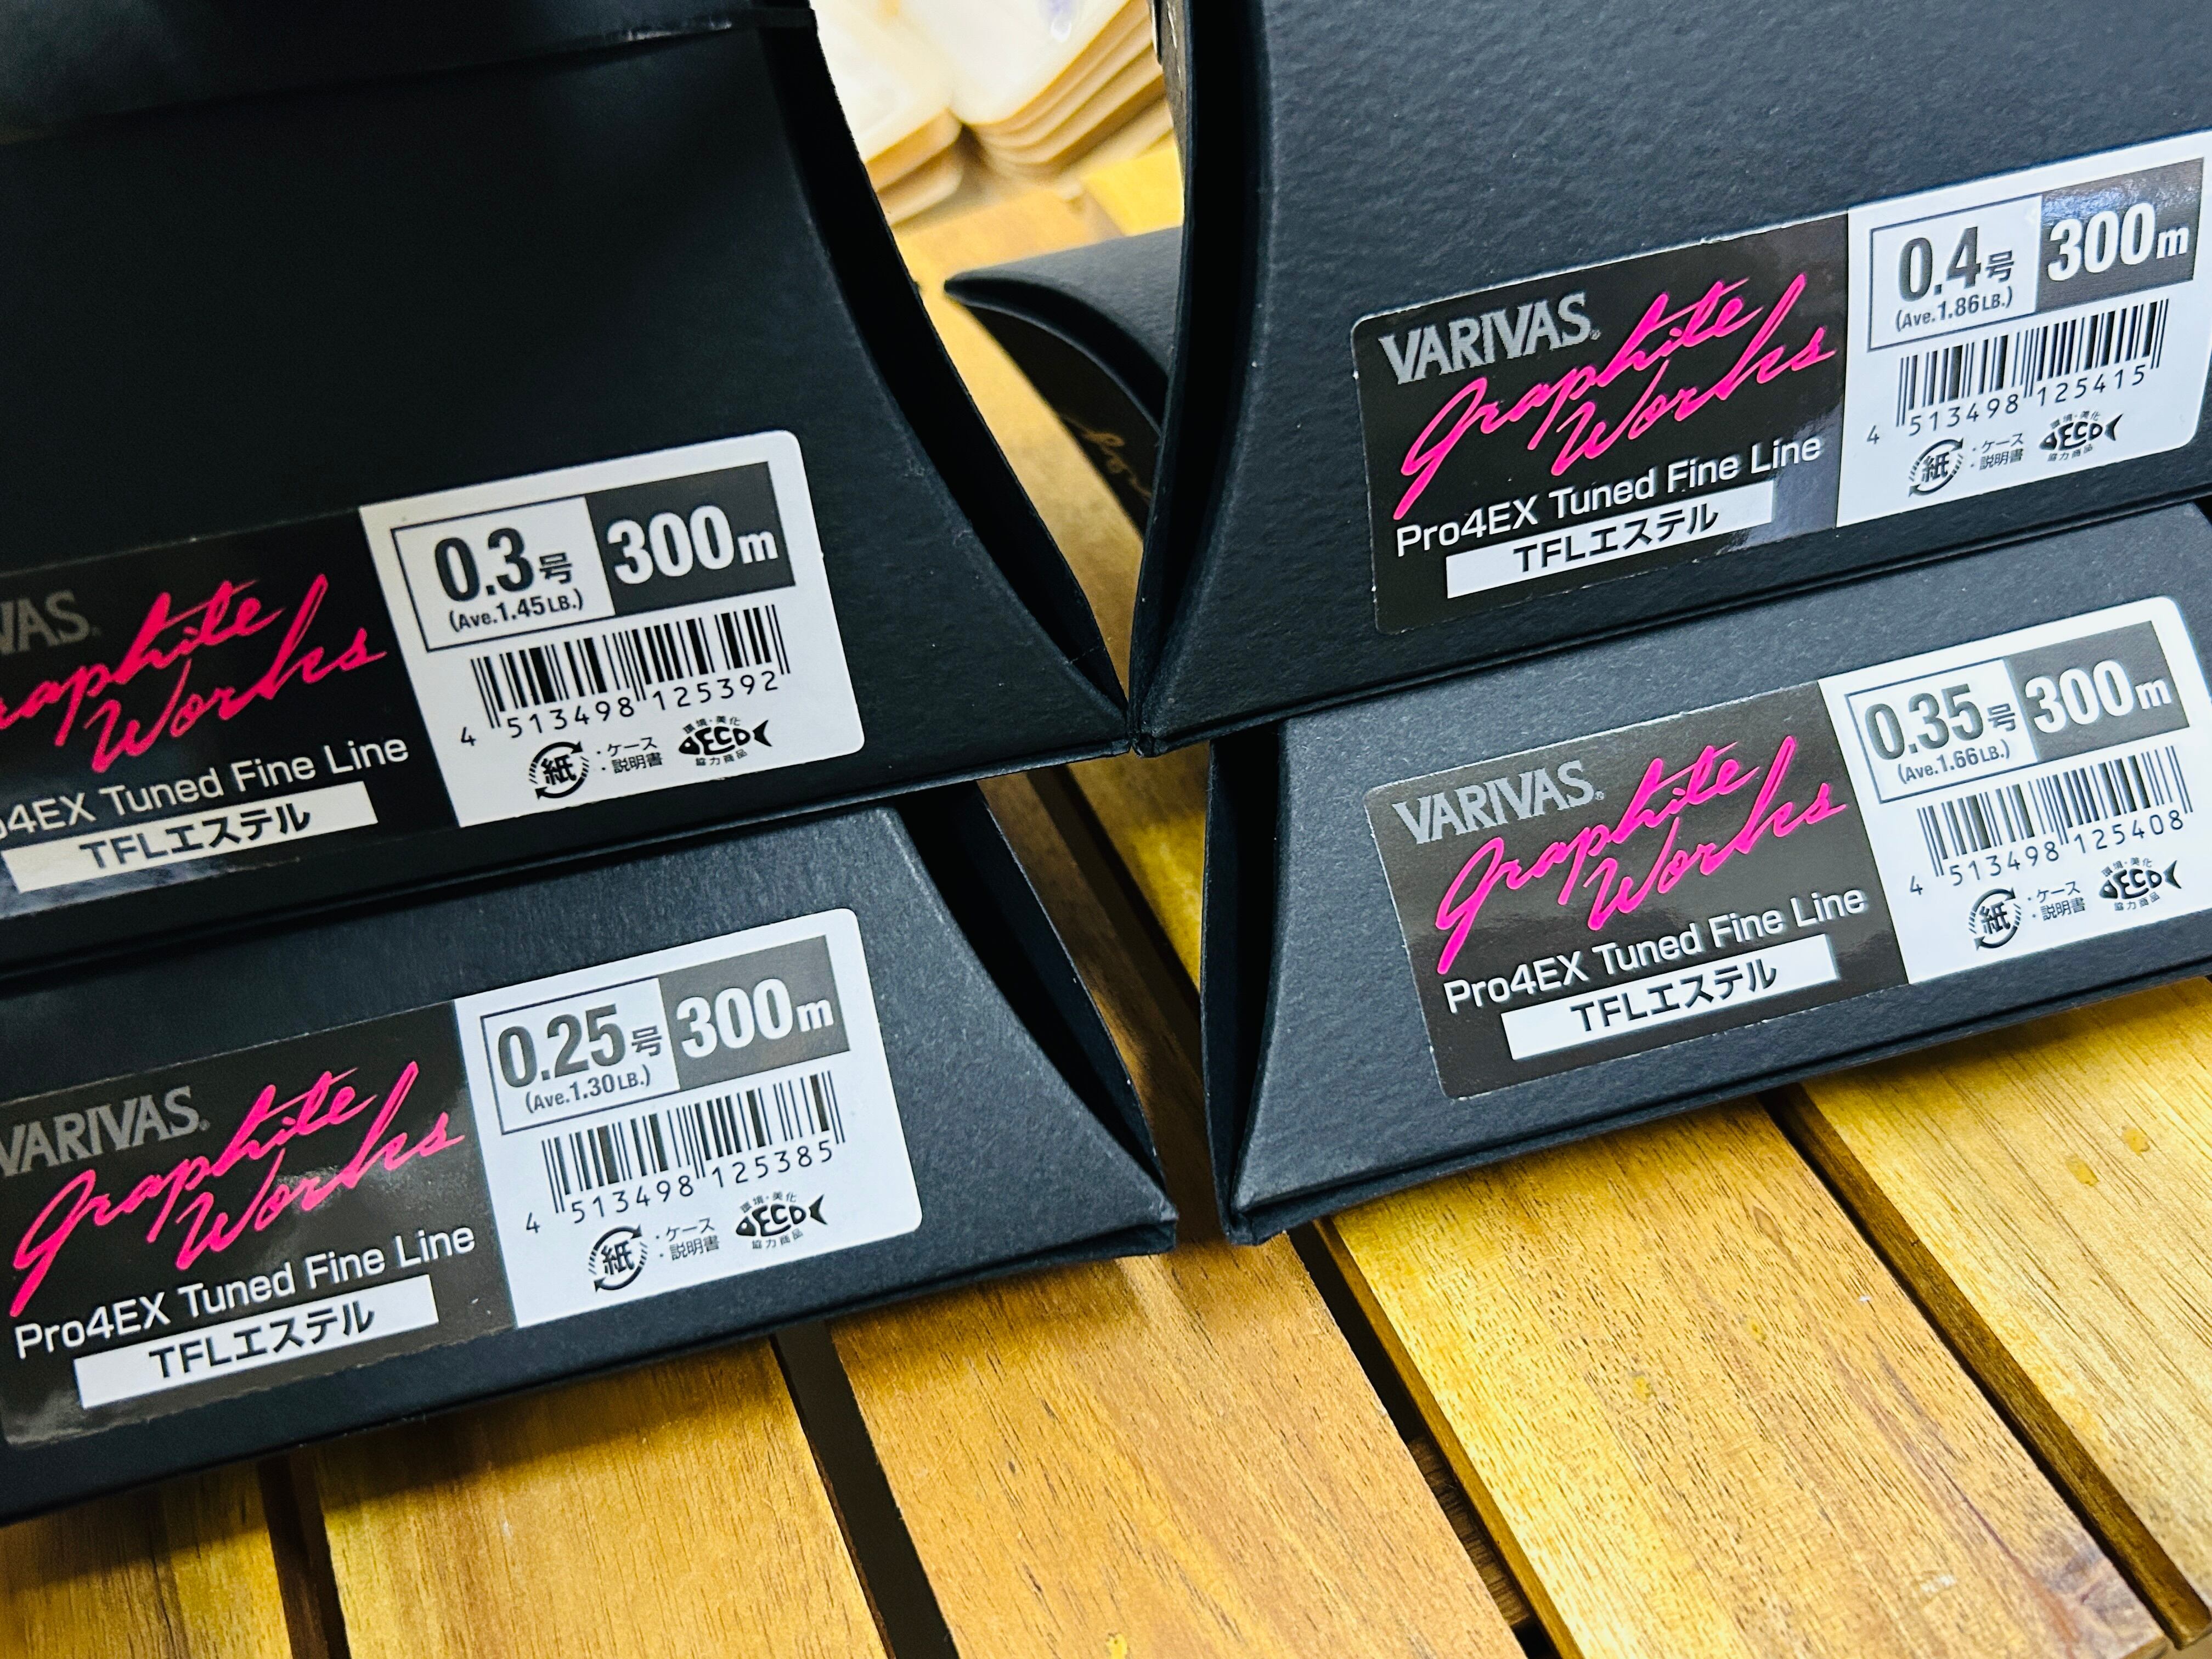 VAS
graphite
Works
4EX Tuned Fine Line
TFLエステル
0.3号 300m
(Ave.1.45LB.)
4 513498 125392
紙 ・ケース
・説明書
環境・美化
ECO
協力商品
VARIVAS®
graphite
Works
Pro4EX Tuned Fine Line
TFLエステル
0.4号 300m
(Ave.1.86LB.)
4 513498 125415
紙 ・ケース
・説明書
環境・美化
ECO
協力商品
VARIVAS®
graphite
Works
Pro4EX Tuned Fine Line
TFLエステル
0.25号 300m
(Ave.1.30LB.)
4 513498 125385
紙 ・ケース
・説明書
環境・美化
ECO
協力商品
VARIVAS®
graphite
Works
Pro4EX Tuned Fine Line
TFLエステル
0.35号 300m
(Ave.1.66LB.)
4 513498 125408
紙 ・ケース
・説明書
環境・美化
ECO
協力商品